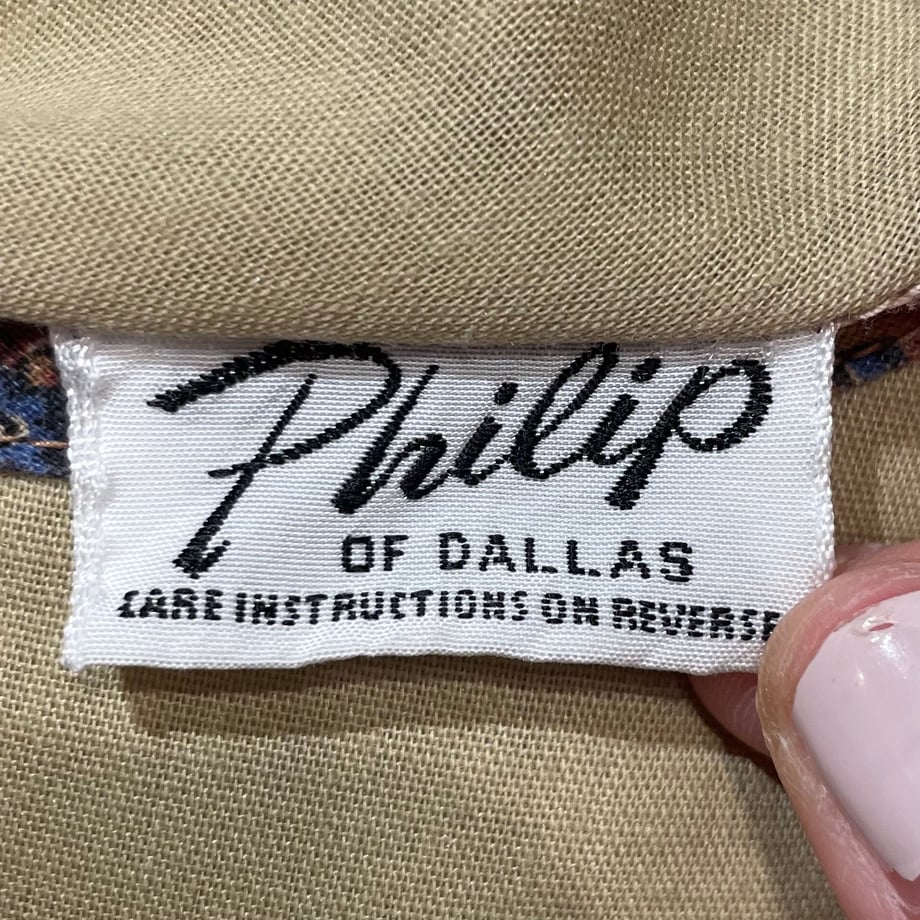 Philip
OF DALLAS
CARE INSTRUCTIONS ON REVERSE